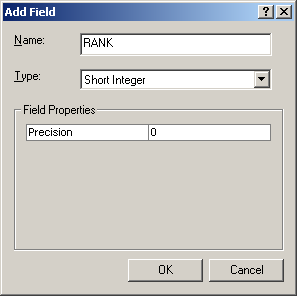 Add Field
Name: RANK
Type: Short Integer
Field Properties
Precision 0
OK Cancel